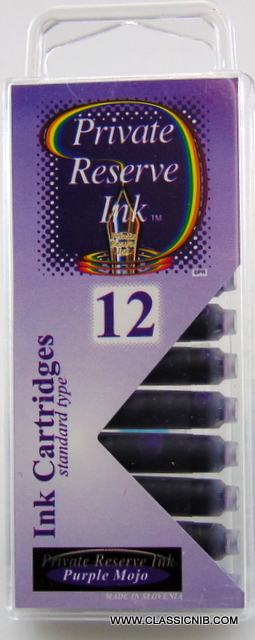 Private
Reserve
Ink™
12
Ink Cartridges
standard type
Private Reserve Ink
Purple Mojo
MADE IN SLOVENIA
WWW.CLASSICNIB.COM